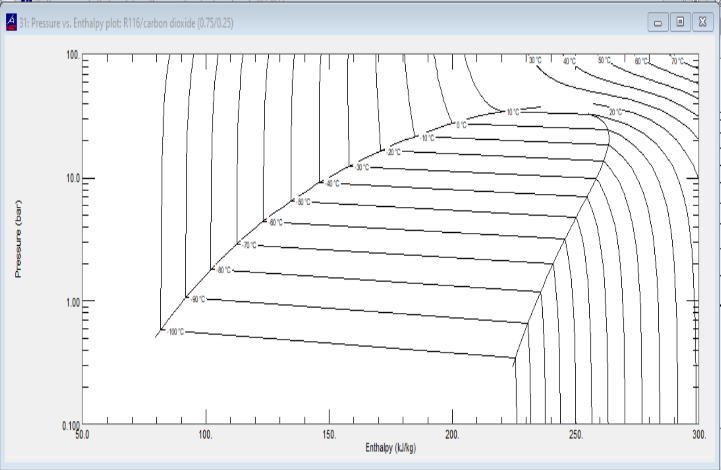 31: Pressure vs. Enthalpy plot: R116/carbon dioxide (0.75/0.25)
100.
30 °C 40 °C 50 °C 60 °C 70 °C
10 °C 20 °C
0 °C
-10 °C
-20 °C
-30 °C
10.0
-40 °C
-50 °C
-60 °C
-70 °C
-80 °C
-90 °C
1.00
-100 °C
0.100
Pressure (bar)
50.0 100. 150. 200. 250. 300.
Enthalpy (kJ/kg)